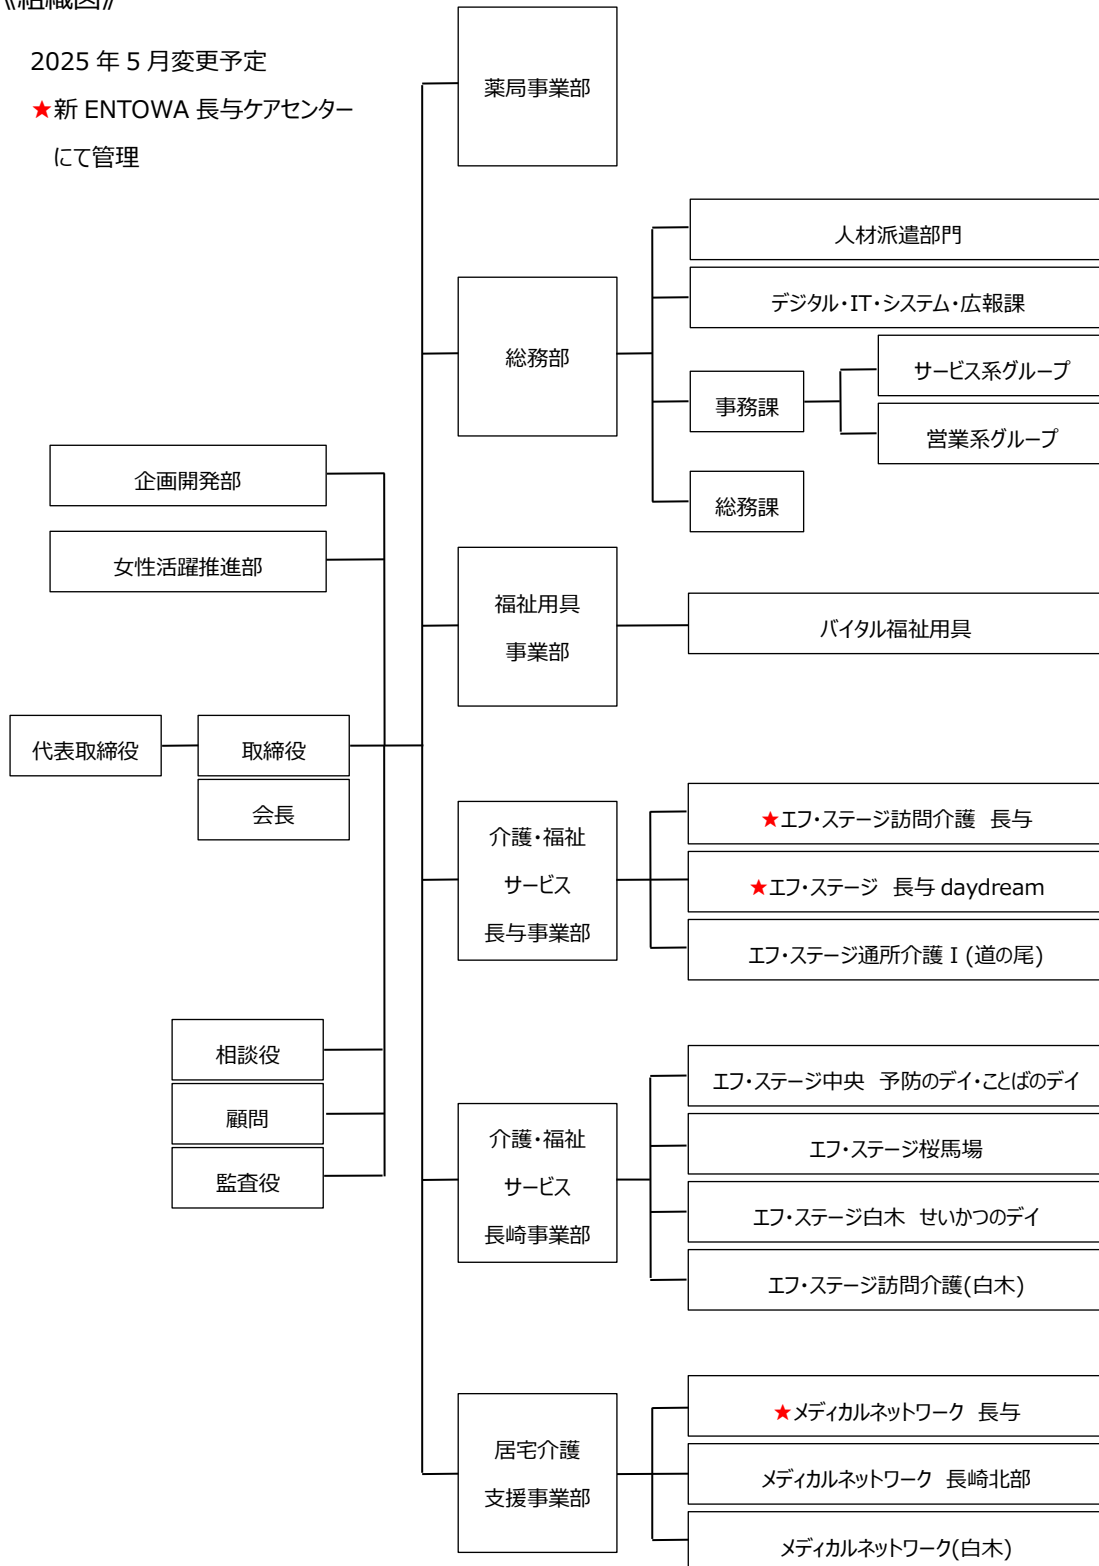 《組織図》
2025 年 5 月変更予定
★新 ENTOWA 長与ケアセンター
にて管理
薬局事業部
人材派遣部門
デジタル・IT・システム・広報課
総務部
サービス系グループ
事務課
営業系グループ
総務課
企画開発部
女性活躍推進部
福祉用具
事業部
バイタル福祉用具
代表取締役
取締役
会長
介護・福祉
サービス
長与事業部
★エフ・ステージ訪問介護 長与
★エフ・ステージ 長与 daydream
エフ・ステージ通所介護 I (道の尾)
相談役
顧問
監査役
介護・福祉
サービス
長崎事業部
エフ・ステージ中央 予防のデイ・ことばのデイ
エフ・ステージ桜馬場
エフ・ステージ白木 せいかつのデイ
エフ・ステージ訪問介護(白木)
居宅介護
支援事業部
★メディカルネットワーク 長与
メディカルネットワーク 長崎北部
メディカルネットワーク(白木)